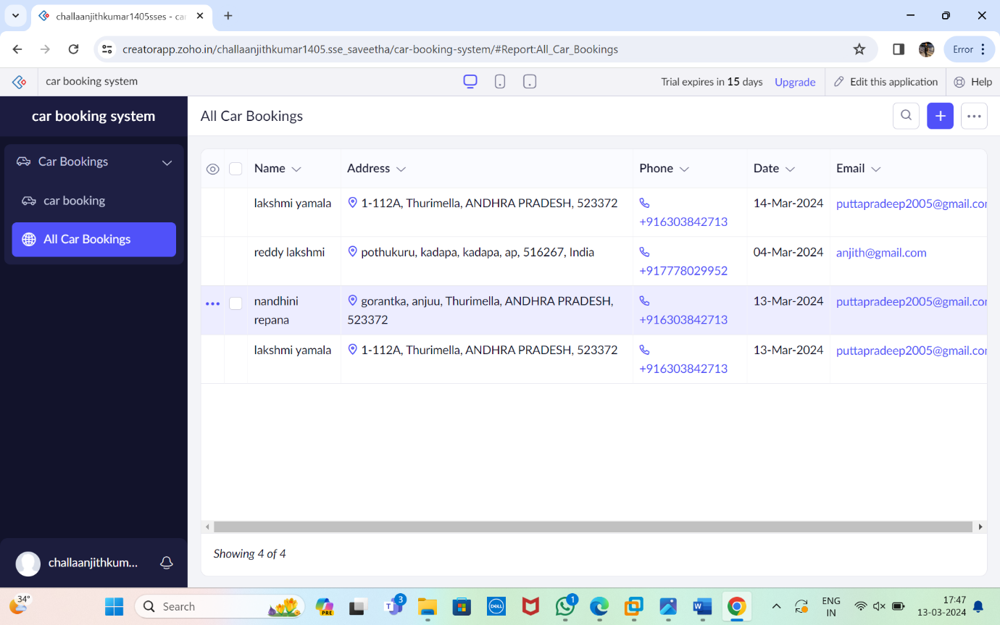 challaanjithkumar1405sses - car
creatorapp.zoho.in/challaanjithkumar1405.sse_saveetha/car-booking-system/#Report:All_Car_Bookings
Error
car booking system
Trial expires in 15 days
Upgrade
Edit this application
Help
car booking system
Car Bookings
car booking
All Car Bookings
challaanjithkum...
All Car Bookings
Name Address Phone Date Email
lakshmi yamala 1-112A, Thurimella, ANDHRA PRADESH, 523372 14-Mar-2024 puttapradeep2005@gmail.cor
+916303842713
reddy lakshmi pothukuru, kadapa, kadapa, ap, 516267, India 04-Mar-2024 anjith@gmail.com
+917778029952
nandhini gorantka, anjuu, Thurimella, ANDHRA PRADESH, 13-Mar-2024 puttapradeep2005@gmail.cor
repana 523372 +916303842713
lakshmi yamala 1-112A, Thurimella, ANDHRA PRADESH, 523372 13-Mar-2024 puttapradeep2005@gmail.cor
+916303842713
Showing 4 of 4
34°
Search
PRE
T
3
DELL
1
W
ENG
IN
17:47
13-03-2024